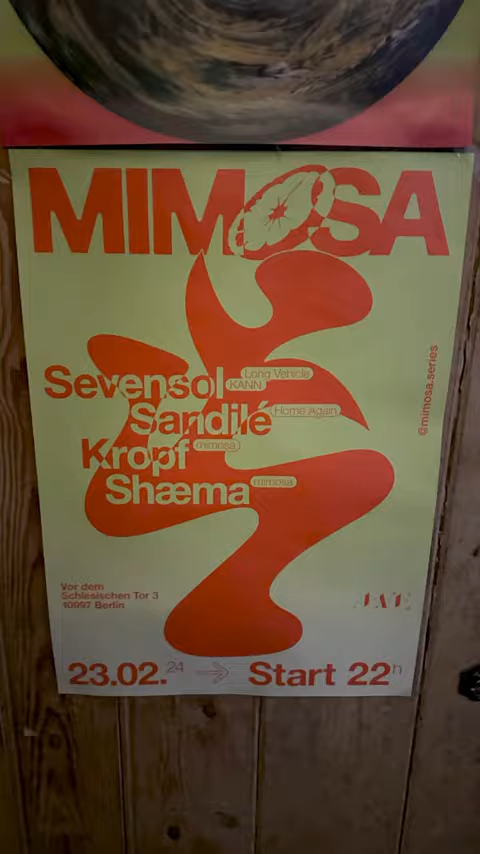 MIMOSA
Sevensol Long Vehicle
KANN
Sandilé Home Again
Kropf mimosa
Shæma mimosa
@mimosa.series
Vor dem
Schlesischen Tor 3
10997 Berlin
23.02.24 → Start 22h